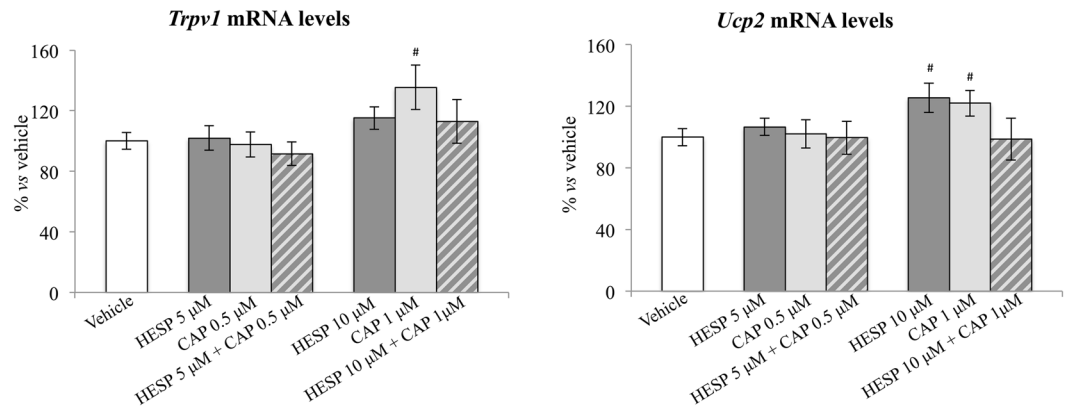 Trpv1 mRNA levels
160
120
80
40
0
% vs vehicle
#
Vehicle
HESP 5 µM
CAP 0.5 µM
HESP 5 µM + CAP 0.5 µM
HESP 10 µM
CAP 1 µM
HESP 10 µM + CAP 1µM
Ucp2 mRNA levels
160
120
80
40
0
% vs vehicle
#
#
Vehicle
HESP 5 µM
CAP 0.5 µM
HESP 5 µM + CAP 0.5 µM
HESP 10 µM
CAP 1 µM
HESP 10 µM + CAP 1µM